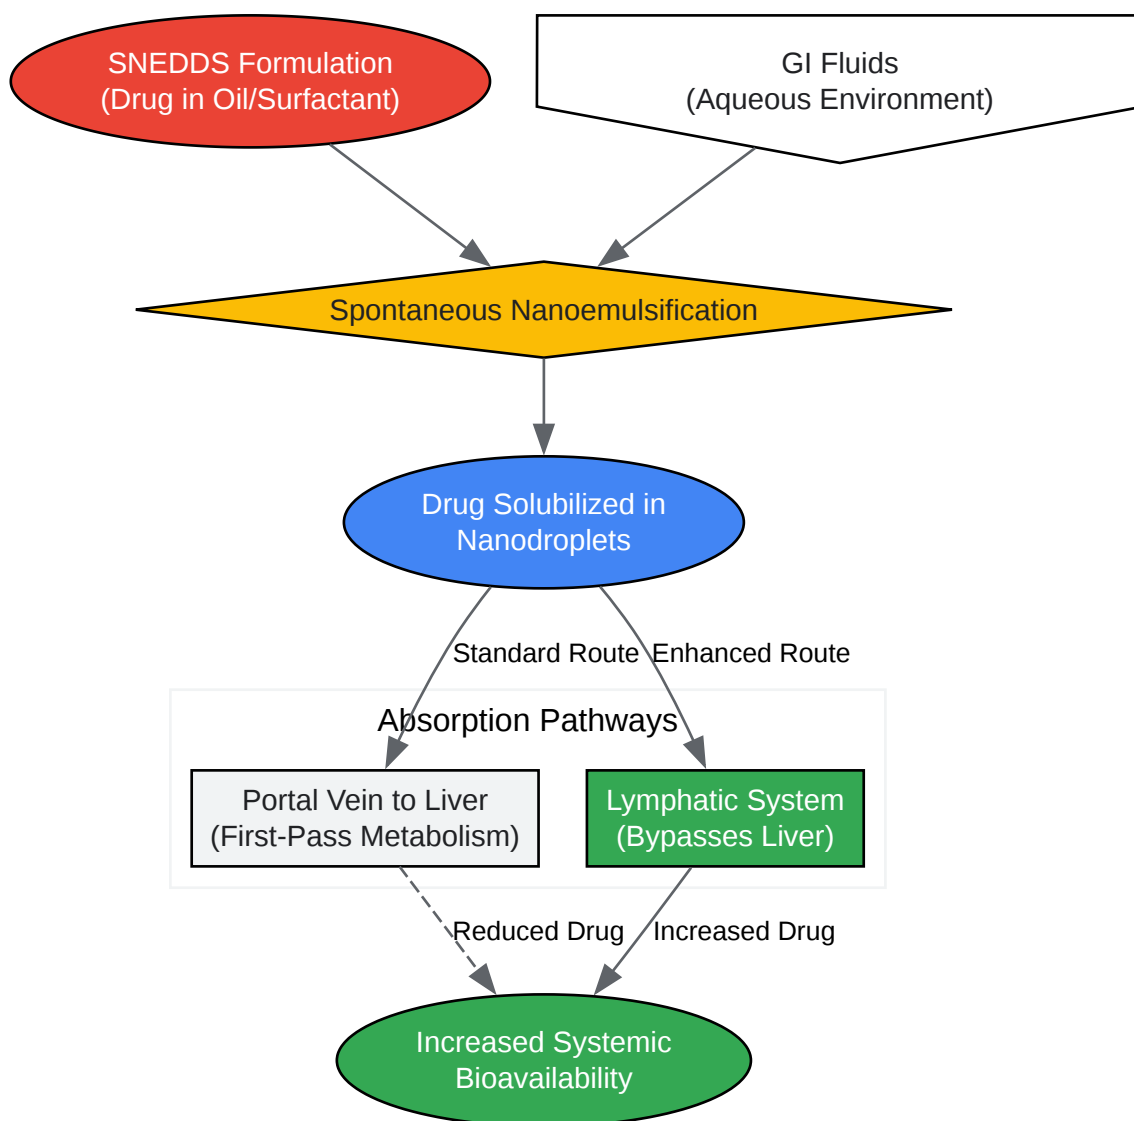 SNEDDS Formulation
(Drug in Oil/Surfactant)
GI Fluids
(Aqueous Environment)
Spontaneous Nanoemulsification
Drug Solubilized in
Nanodroplets
Standard Route
Enhanced Route
Absorption Pathways
Portal Vein to Liver
(First-Pass Metabolism)
Lymphatic System
(Bypasses Liver)
Reduced Drug
Increased Drug
Increased Systemic
Bioavailability